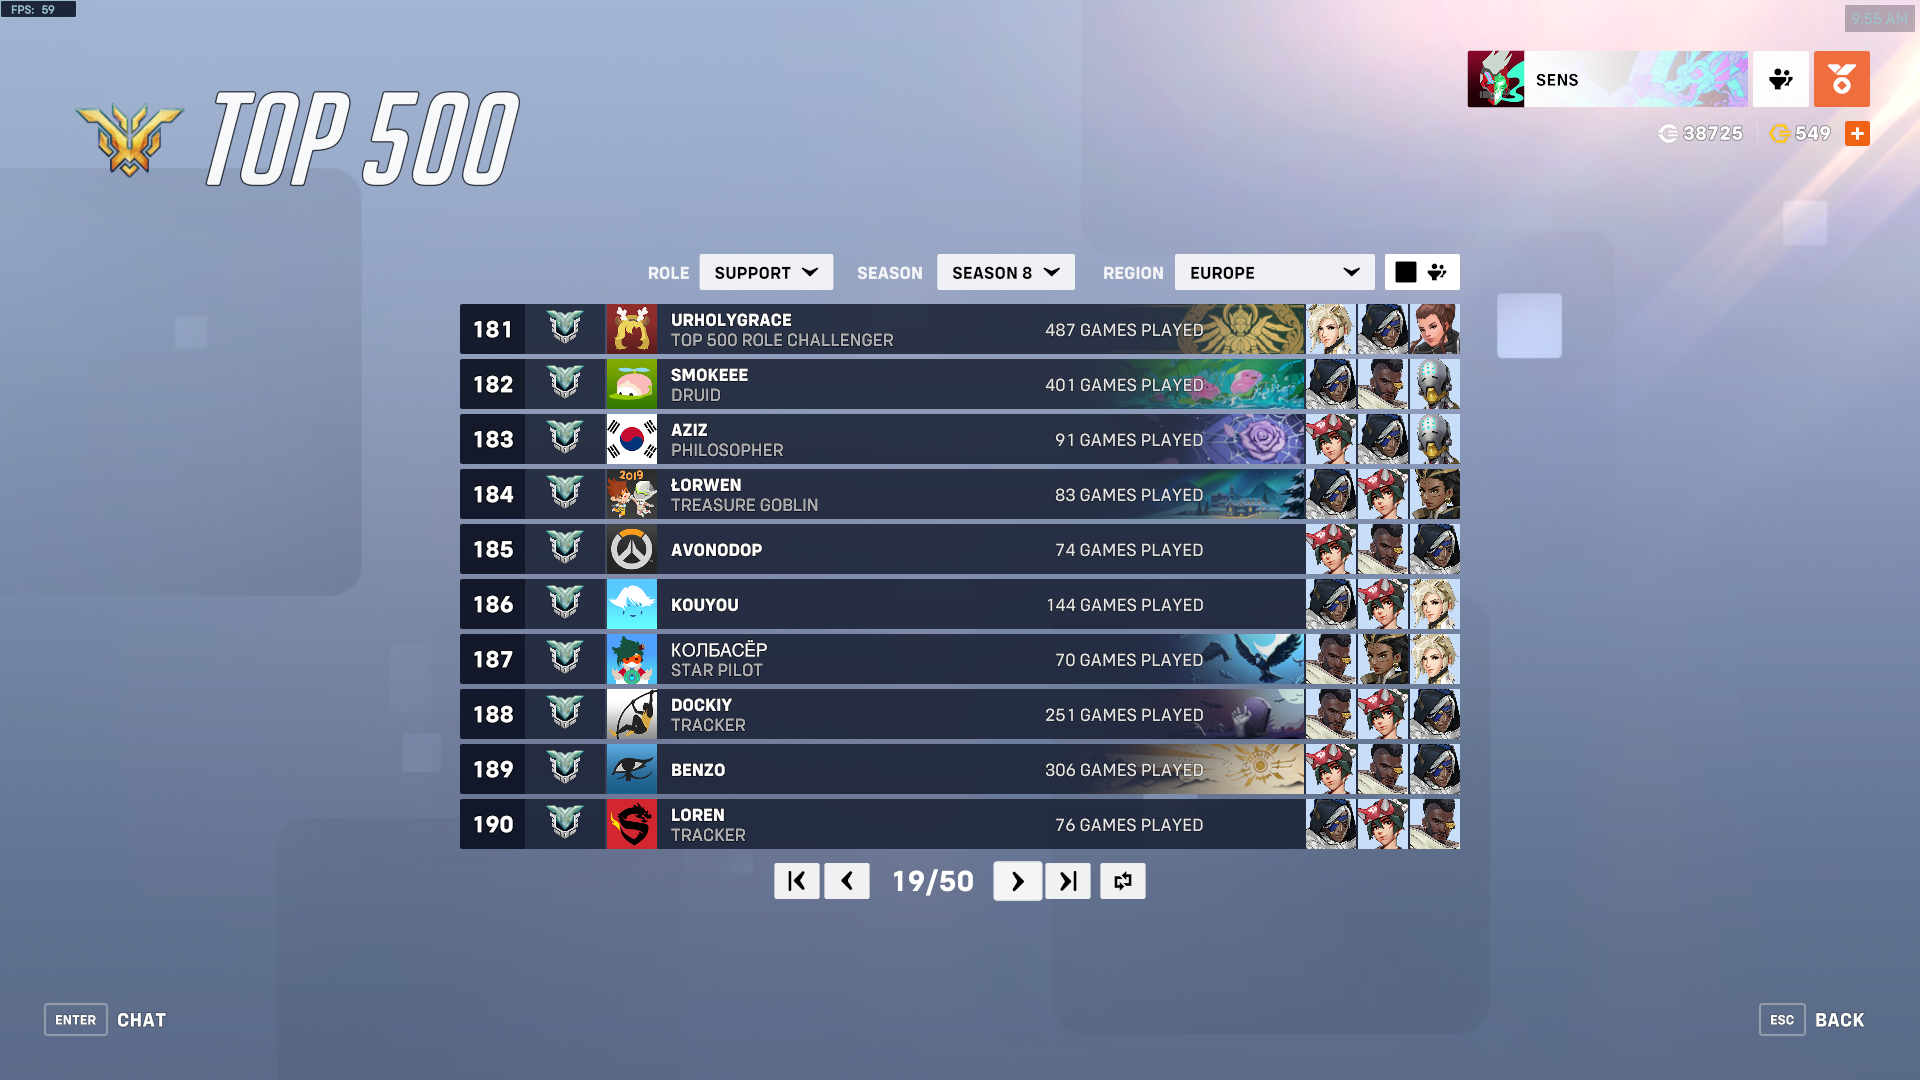 FPS: 59
9:55 AM
TOP 500
SENS
38725
549
ROLE SUPPORT SEASON SEASON 8 REGION EUROPE
181 URHOLYGRACE 487 GAMES PLAYED
TOP 500 ROLE CHALLENGER
182 SMOKEEE 401 GAMES PLAYED
DRUID
183 AZIZ 91 GAMES PLAYED
PHILOSOPHER
184 2019 ŁORWEN 83 GAMES PLAYED
TREASURE GOBLIN
185 AVONODOP 74 GAMES PLAYED
186 KOUYOU 144 GAMES PLAYED
187 КОЛБАСЁР 70 GAMES PLAYED
STAR PILOT
188 DOCKIY 251 GAMES PLAYED
TRACKER
189 BENZO 306 GAMES PLAYED
190 LOREN 76 GAMES PLAYED
TRACKER
19/50
ENTER CHAT
ESC BACK